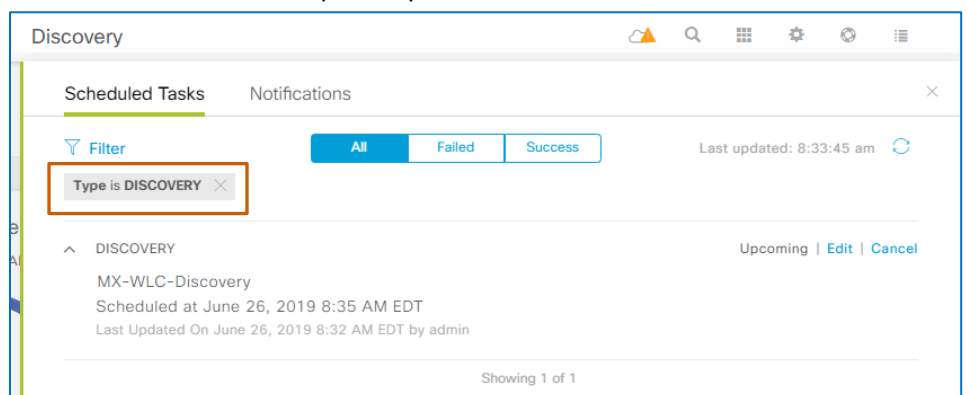 Discovery
Scheduled Tasks Notifications
Filter All Failed Success Last updated: 8:33:45 am
Type is DISCOVERY
DISCOVERY Upcoming | Edit | Cancel
MX-WLC-Discovery
Scheduled at June 26, 2019 8:35 AM EDT
Last Updated On June 26, 2019 8:32 AM EDT by admin
Showing 1 of 1